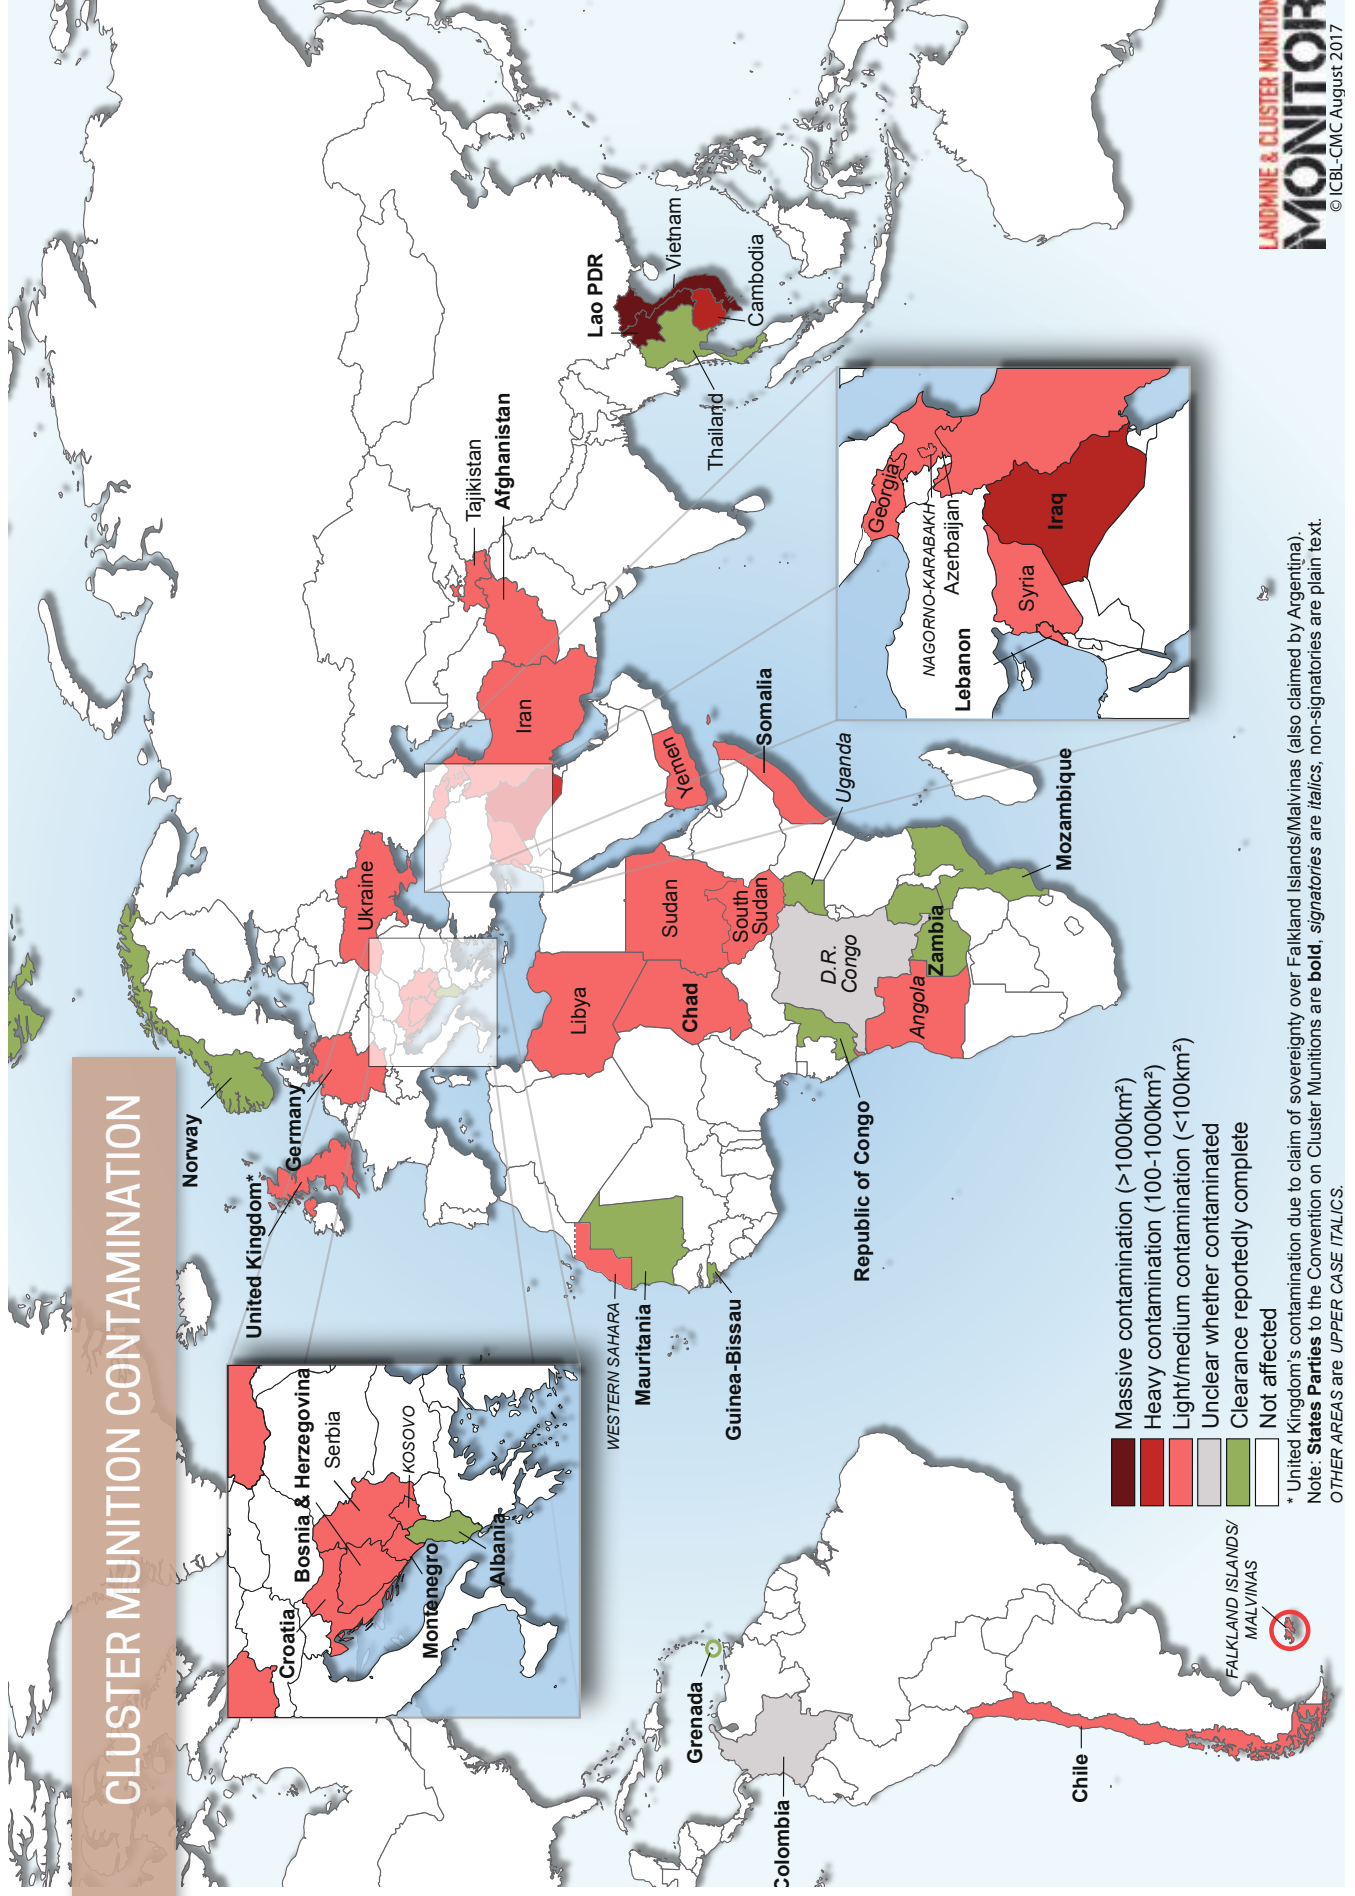 CLUSTER MUNITION CONTAMINATION
Norway
Germany
United Kingdom*
Ukraine
Croatia
Bosnia & Herzegovina
Serbia
KOSOVO
Montenegro
Albania
WESTERN SAHARA
Mauritania
Guinea-Bissau
Libya
Chad
Sudan
South
Sudan
D.R.
Congo
Angola
Zambia
Republic of Congo
Uganda
Somalia
Mozambique
Yemen
Iran
Tajikistan
Afghanistan
Lao PDR
Vietnam
Cambodia
Thailand
Georgia
NAGORNO-KARABAKH
Azerbaijan
Lebanon
Syria
Iraq
Grenada
Colombia
Chile
FALKLAND ISLANDS/
MALVINAS
Massive contamination (>1000km²)
Heavy contamination (100-1000km²)
Light/medium contamination (<100km²)
Unclear whether contaminated
Clearance reportedly complete
Not affected
* United Kingdom's contamination due to claim of sovereignty over Falkland Islands/Malvinas (also claimed by Argentina).
Note: States Parties to the Convention on Cluster Munitions are bold, signatories are italics, non-signatories are plain text.
OTHER AREAS are UPPER CASE ITALICS.
LANDMINE & CLUSTER MUNITION
MONITOR
© ICBL-CMC August 2017